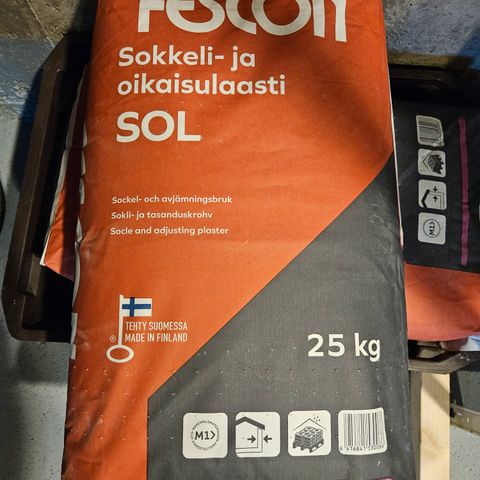 FESCON
Sokkeli- ja
oikaisulaasti
SOL
Sockel- och avjämningsbruk
Sokli- ja tasanduskrohv
Socle and adjusting plaster
TEHTY SUOMESSA
® MADE IN FINLAND
25 kg
M1
M1